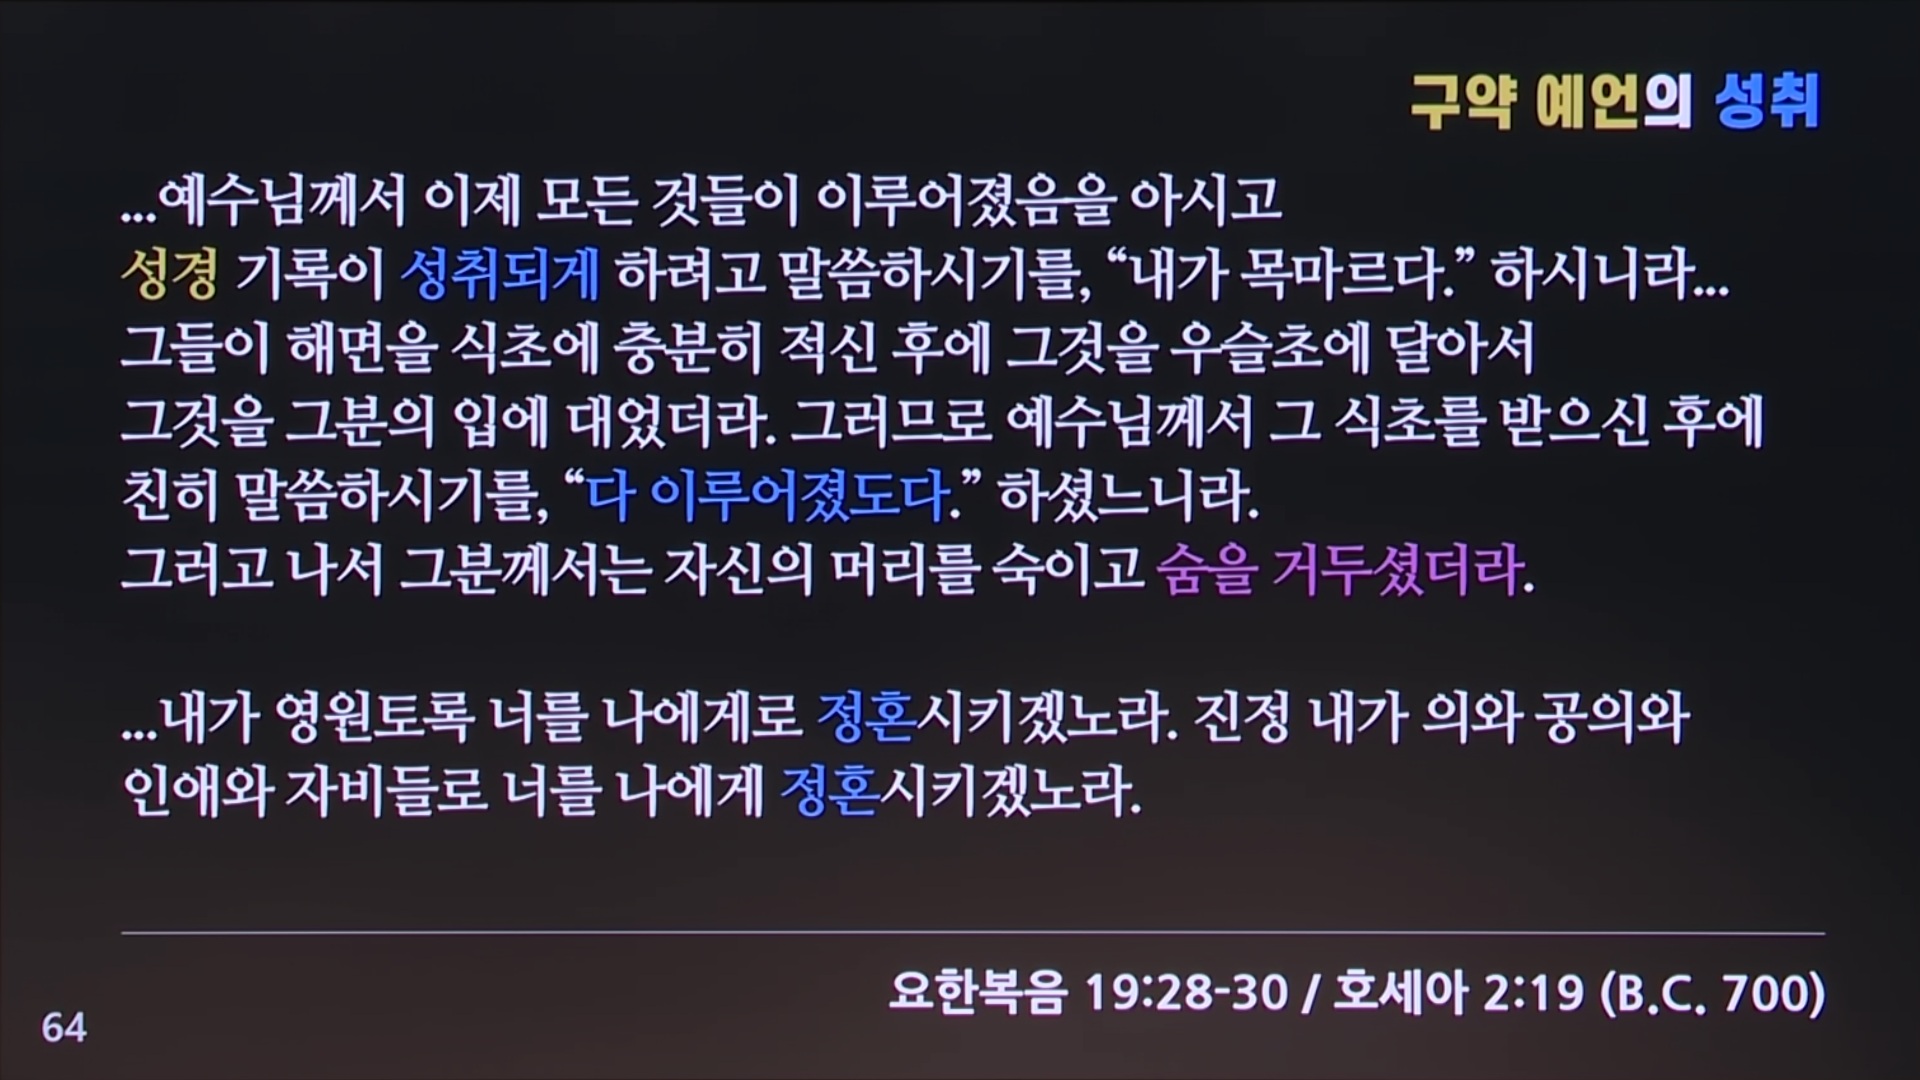 구약 예언의 성취
...예수님께서 이제 모든 것들이 이루어졌음을 아시고
성경 기록이 성취되게 하려고 말씀하시기를, “내가 목마르다.” 하시니라...
그들이 해면을 식초에 충분히 적신 후에 그것을 우슬초에 달아서
그것을 그분의 입에 대었더라. 그러므로 예수님께서 그 식초를 받으신 후에
친히 말씀하시기를, “다 이루어졌도다.” 하셨느니라.
그러고 나서 그분께서는 자신의 머리를 숙이고 숨을 거두셨더라.
...내가 영원토록 너를 나에게로 정혼시키겠노라. 진정 내가 의와 공의와
인애와 자비들로 너를 나에게 정혼시키겠노라.
요한복음 19:28-30 / 호세아 2:19 (B.C. 700)
64